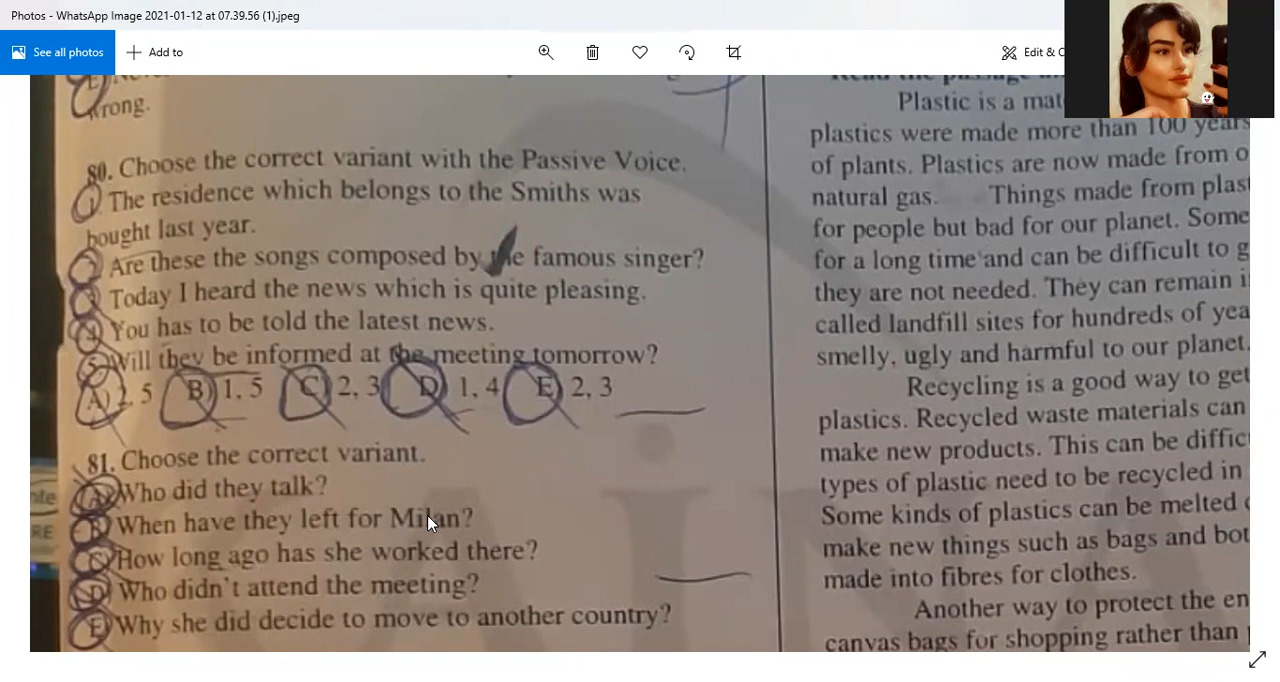 Photos - WhatsApp Image 2021-01-12 at 07.39.56 (1).jpeg
See all photos
Add to
Edit & C
wrong.
80. Choose the correct variant with the Passive Voice.
1 The residence which belongs to the Smiths was
bought last year.
2 Are these the songs composed by the famous singer?
3 Today I heard the news which is quite pleasing.
4 You has to be told the latest news.
5. Will they be informed at the meeting tomorrow?
A) 2, 5 B) 1, 5 C) 2, 3 D) 1, 4 E) 2, 3
81. Choose the correct variant.
A) Who did they talk?
B) When have they left for Milan?
C) How long ago has she worked there?
D) Who didn't attend the meeting?
E) Why she did decide to move to another country?
Plastic is a mat
plastics were made more than 100 years
of plants. Plastics are now made from o
natural gas. Things made from plast
for people but bad for our planet. Some
for a long time and can be difficult to g
they are not needed. They can remain i
called landfill sites for hundreds of yea
smelly, ugly and harmful to our planet.
Recycling is a good way to get
plastics. Recycled waste materials can
make new products. This can be diffic
types of plastic need to be recycled in
Some kinds of plastics can be melted
make new things such as bags and bot
made into fibres for clothes.
Another way to protect the en
canvas bags for shopping rather than